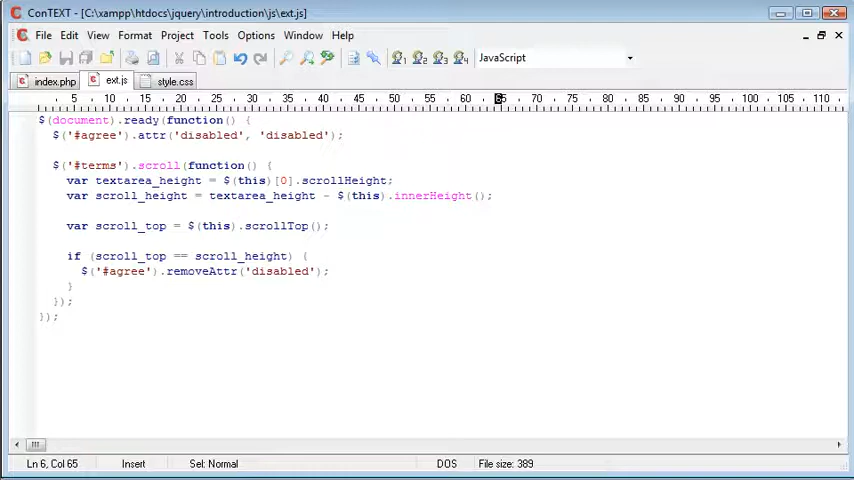 ConTEXT - [C:\xampp\htdocs\jquery\introduction\js\ext.js]
File Edit View Format Project Tools Options Window Help
JavaScript
index.php ext.js style.css
5 10 15 20 25 30 35 40 45 50 55 60 65 70 75 80 85 90 95 100 105 110
$(document).ready(function() {
$('#agree').attr('disabled', 'disabled');
$('#terms').scroll(function() {
var textarea_height = $(this)[0].scrollHeight;
var scroll_height = textarea_height - $(this).innerHeight();
var scroll_top = $(this).scrollTop();
if (scroll_top == scroll_height) {
$('#agree').removeAttr('disabled');
}
});
});
Ln 6, Col 65 Insert Sel: Normal DOS File size: 389